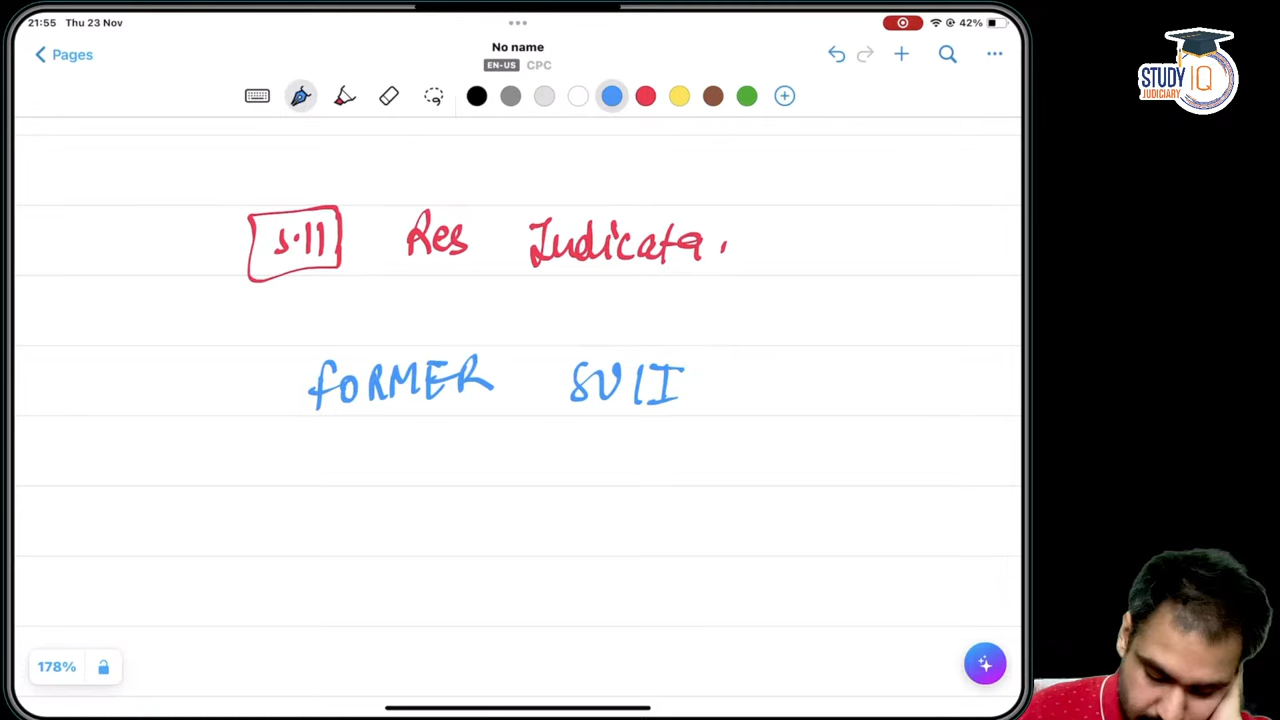 21:55 Thu 23 Nov
42%
Pages
No name
EN-US CPC
S.11 Res Judicata.
FORMER SUIT
178%
STUDY IQ
JUDICIARY